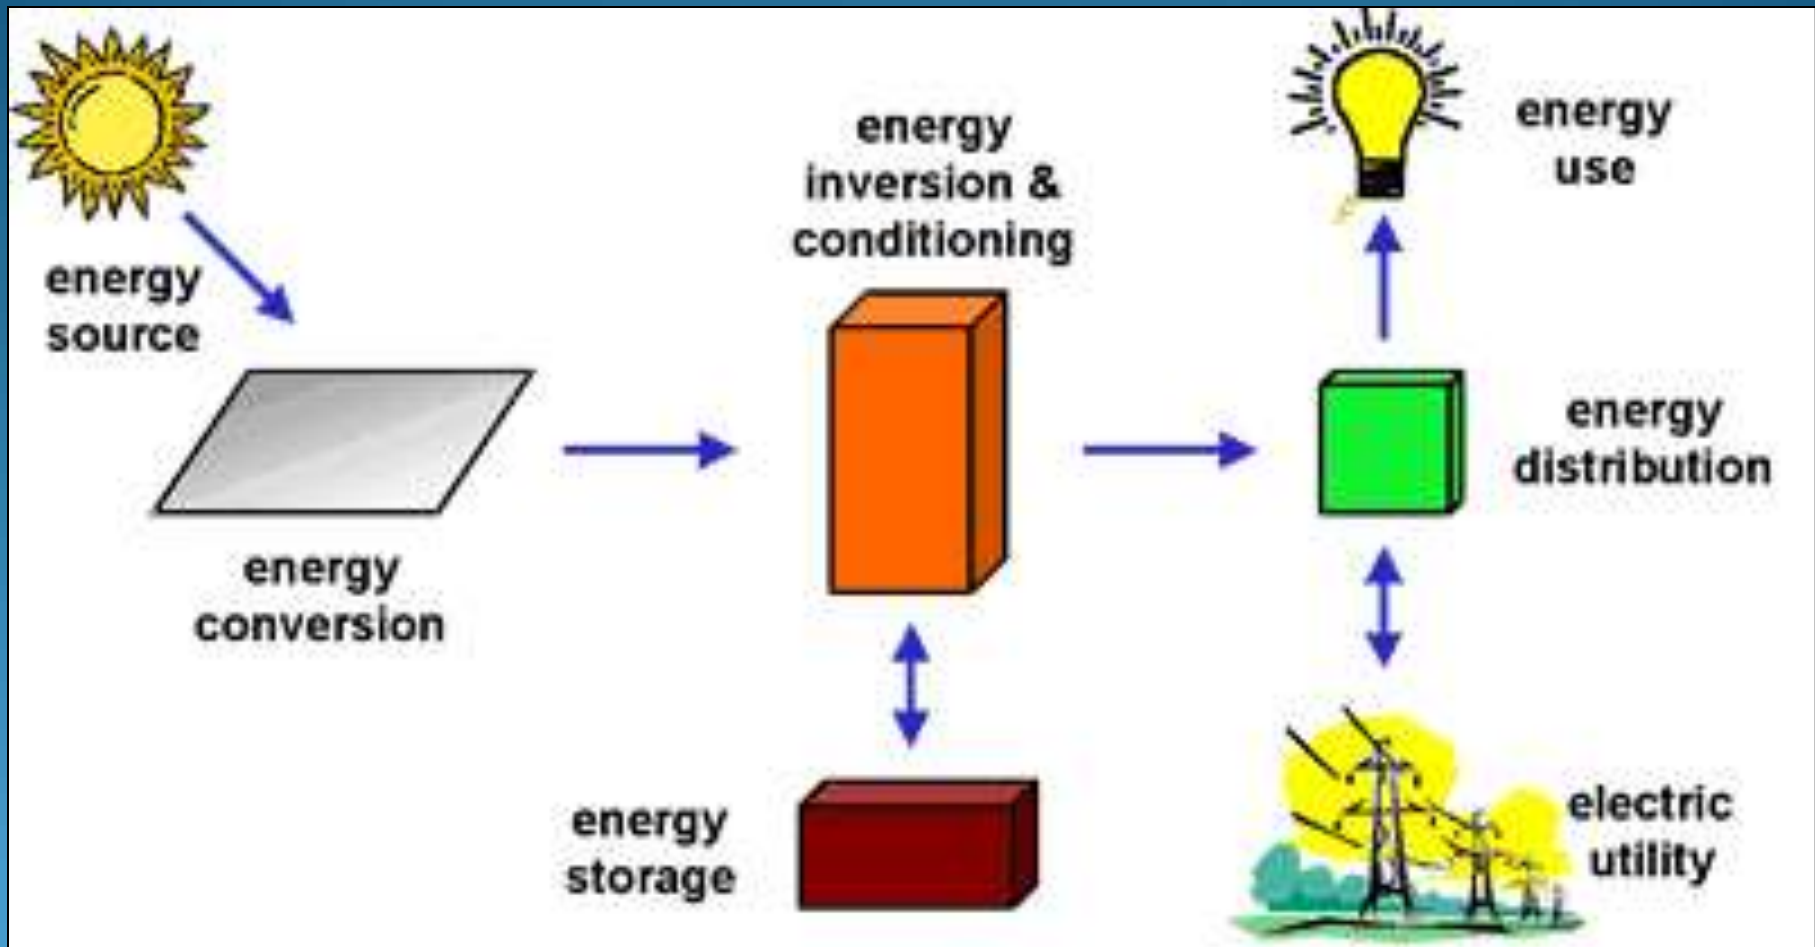 energy
source
energy
conversion
energy
inversion &
conditioning
energy
storage
energy
use
energy
distribution
electric
utility